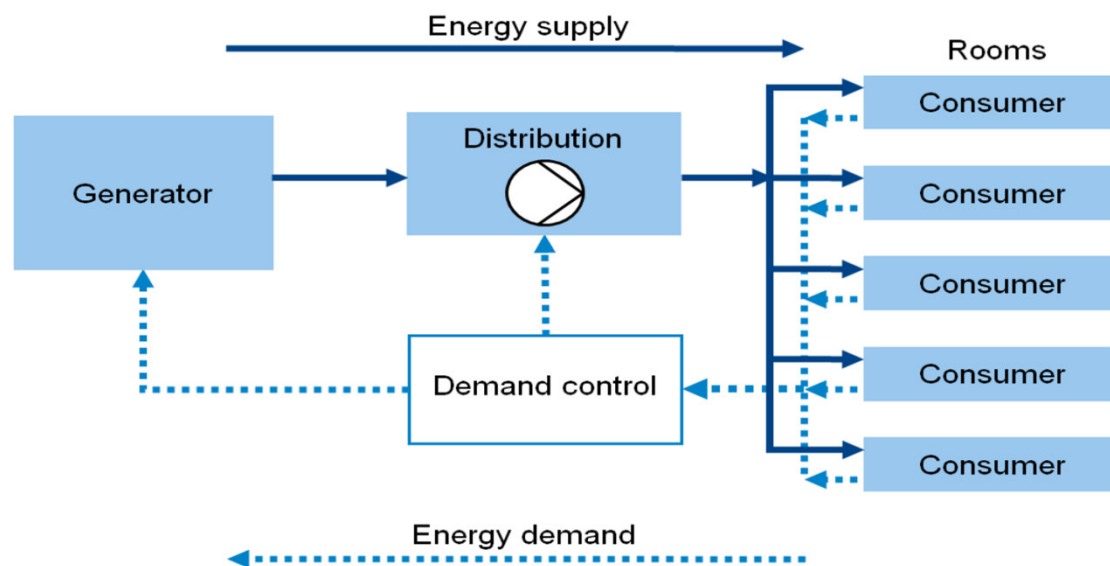 Energy supply
Rooms
Consumer
Distribution
Generator
Consumer
Consumer
Demand control
Consumer
Consumer
Energy demand